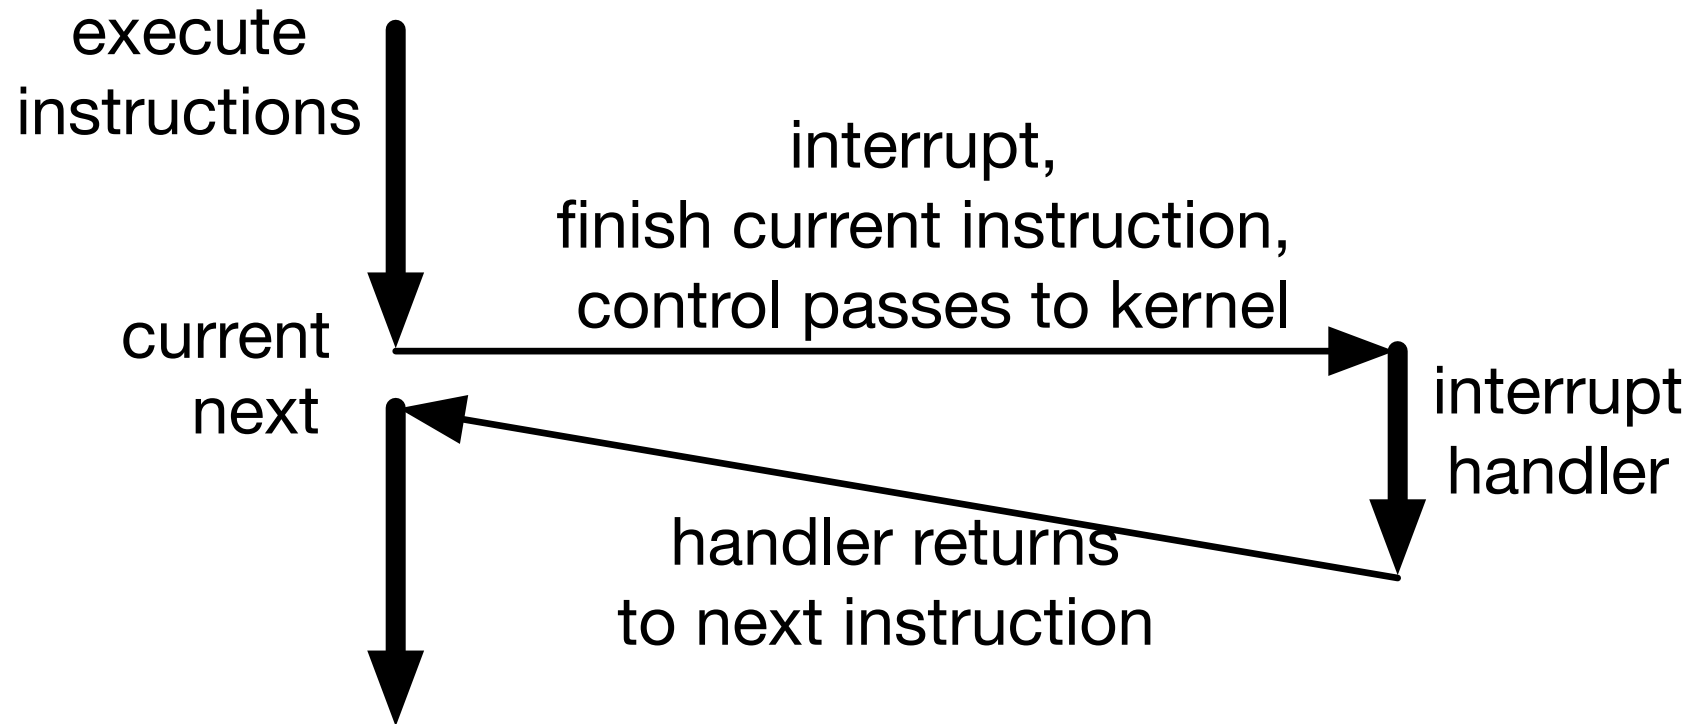 execute
instructions
interrupt,
finish current instruction,
control passes to kernel
current
next
interrupt
handler
handler returns
to next instruction